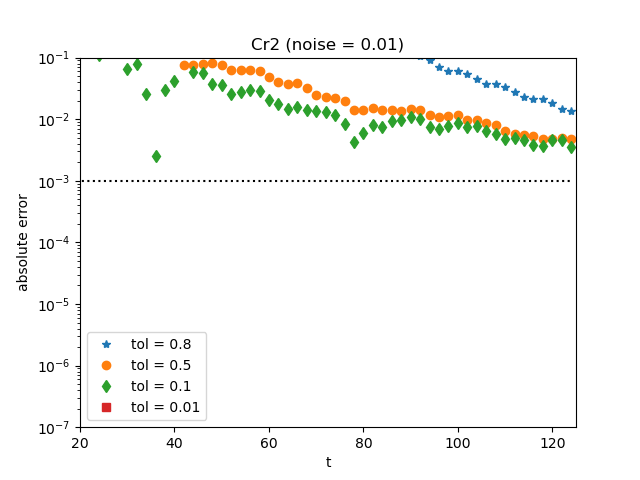 Cr2 (noise = 0.01)
10⁻¹
10⁻²
10⁻³
10⁻⁴
10⁻⁵
10⁻⁶
10⁻⁷
absolute error
tol = 0.8
tol = 0.5
tol = 0.1
tol = 0.01
20 40 60 80 100 120
t